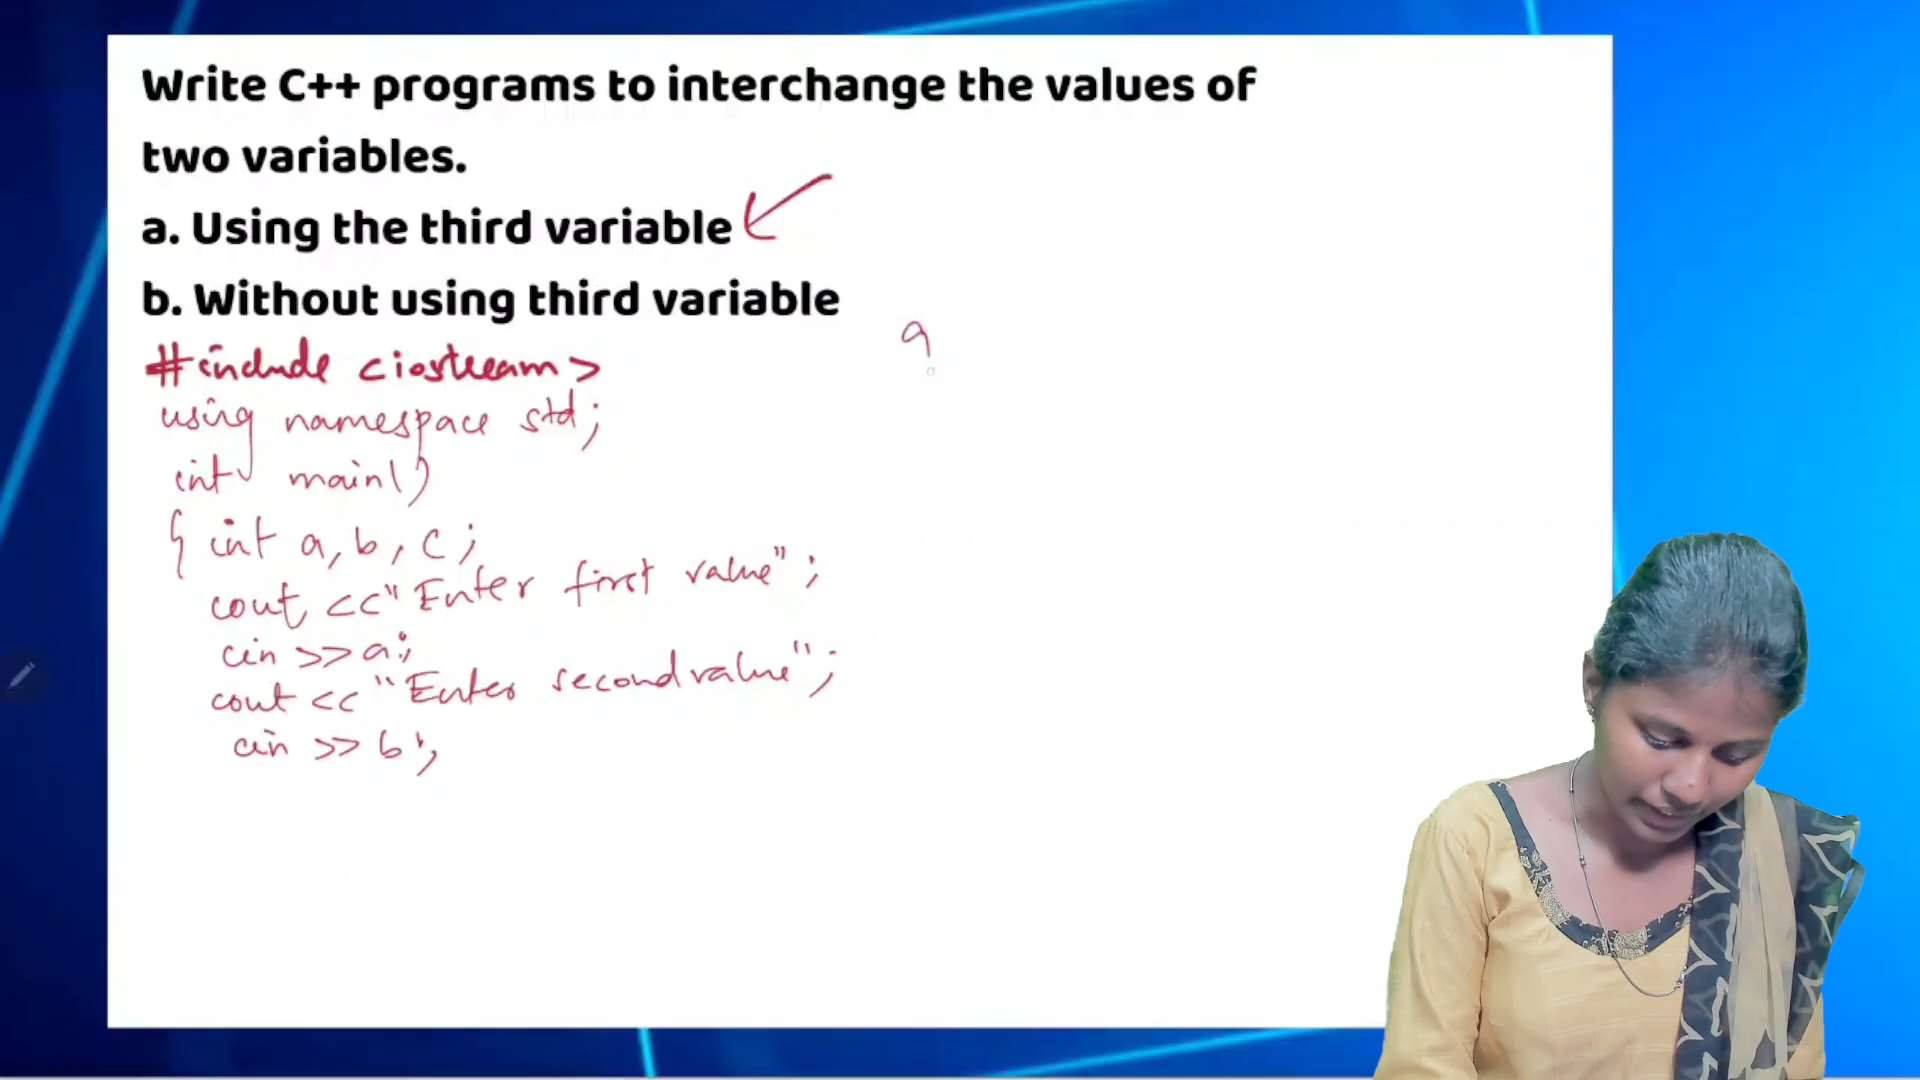 Write C++ programs to interchange the values of
two variables.
a. Using the third variable
b. Without using third variable
#include <iostream>
using namespace std;
int main()
{ int a, b, c;
cout <<"Enter first value";
cin >>a;
cout <<"Enter second value";
cin >> b;
a